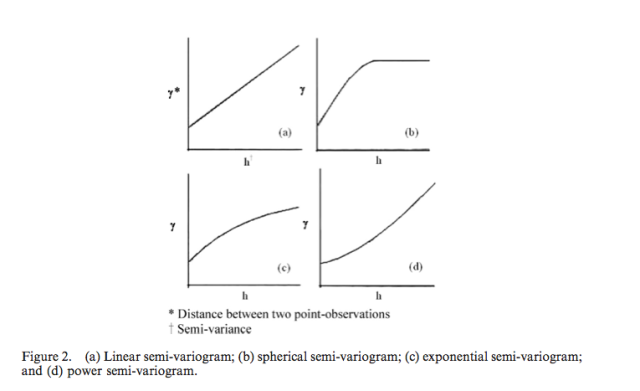 γ*
γ
(a)
(b)
h†
h
γ
γ
(c)
(d)
h
h
* Distance between two point-observations
† Semi-variance
Figure 2. (a) Linear semi-variogram; (b) spherical semi-variogram; (c) exponential semi-variogram;
and (d) power semi-variogram.